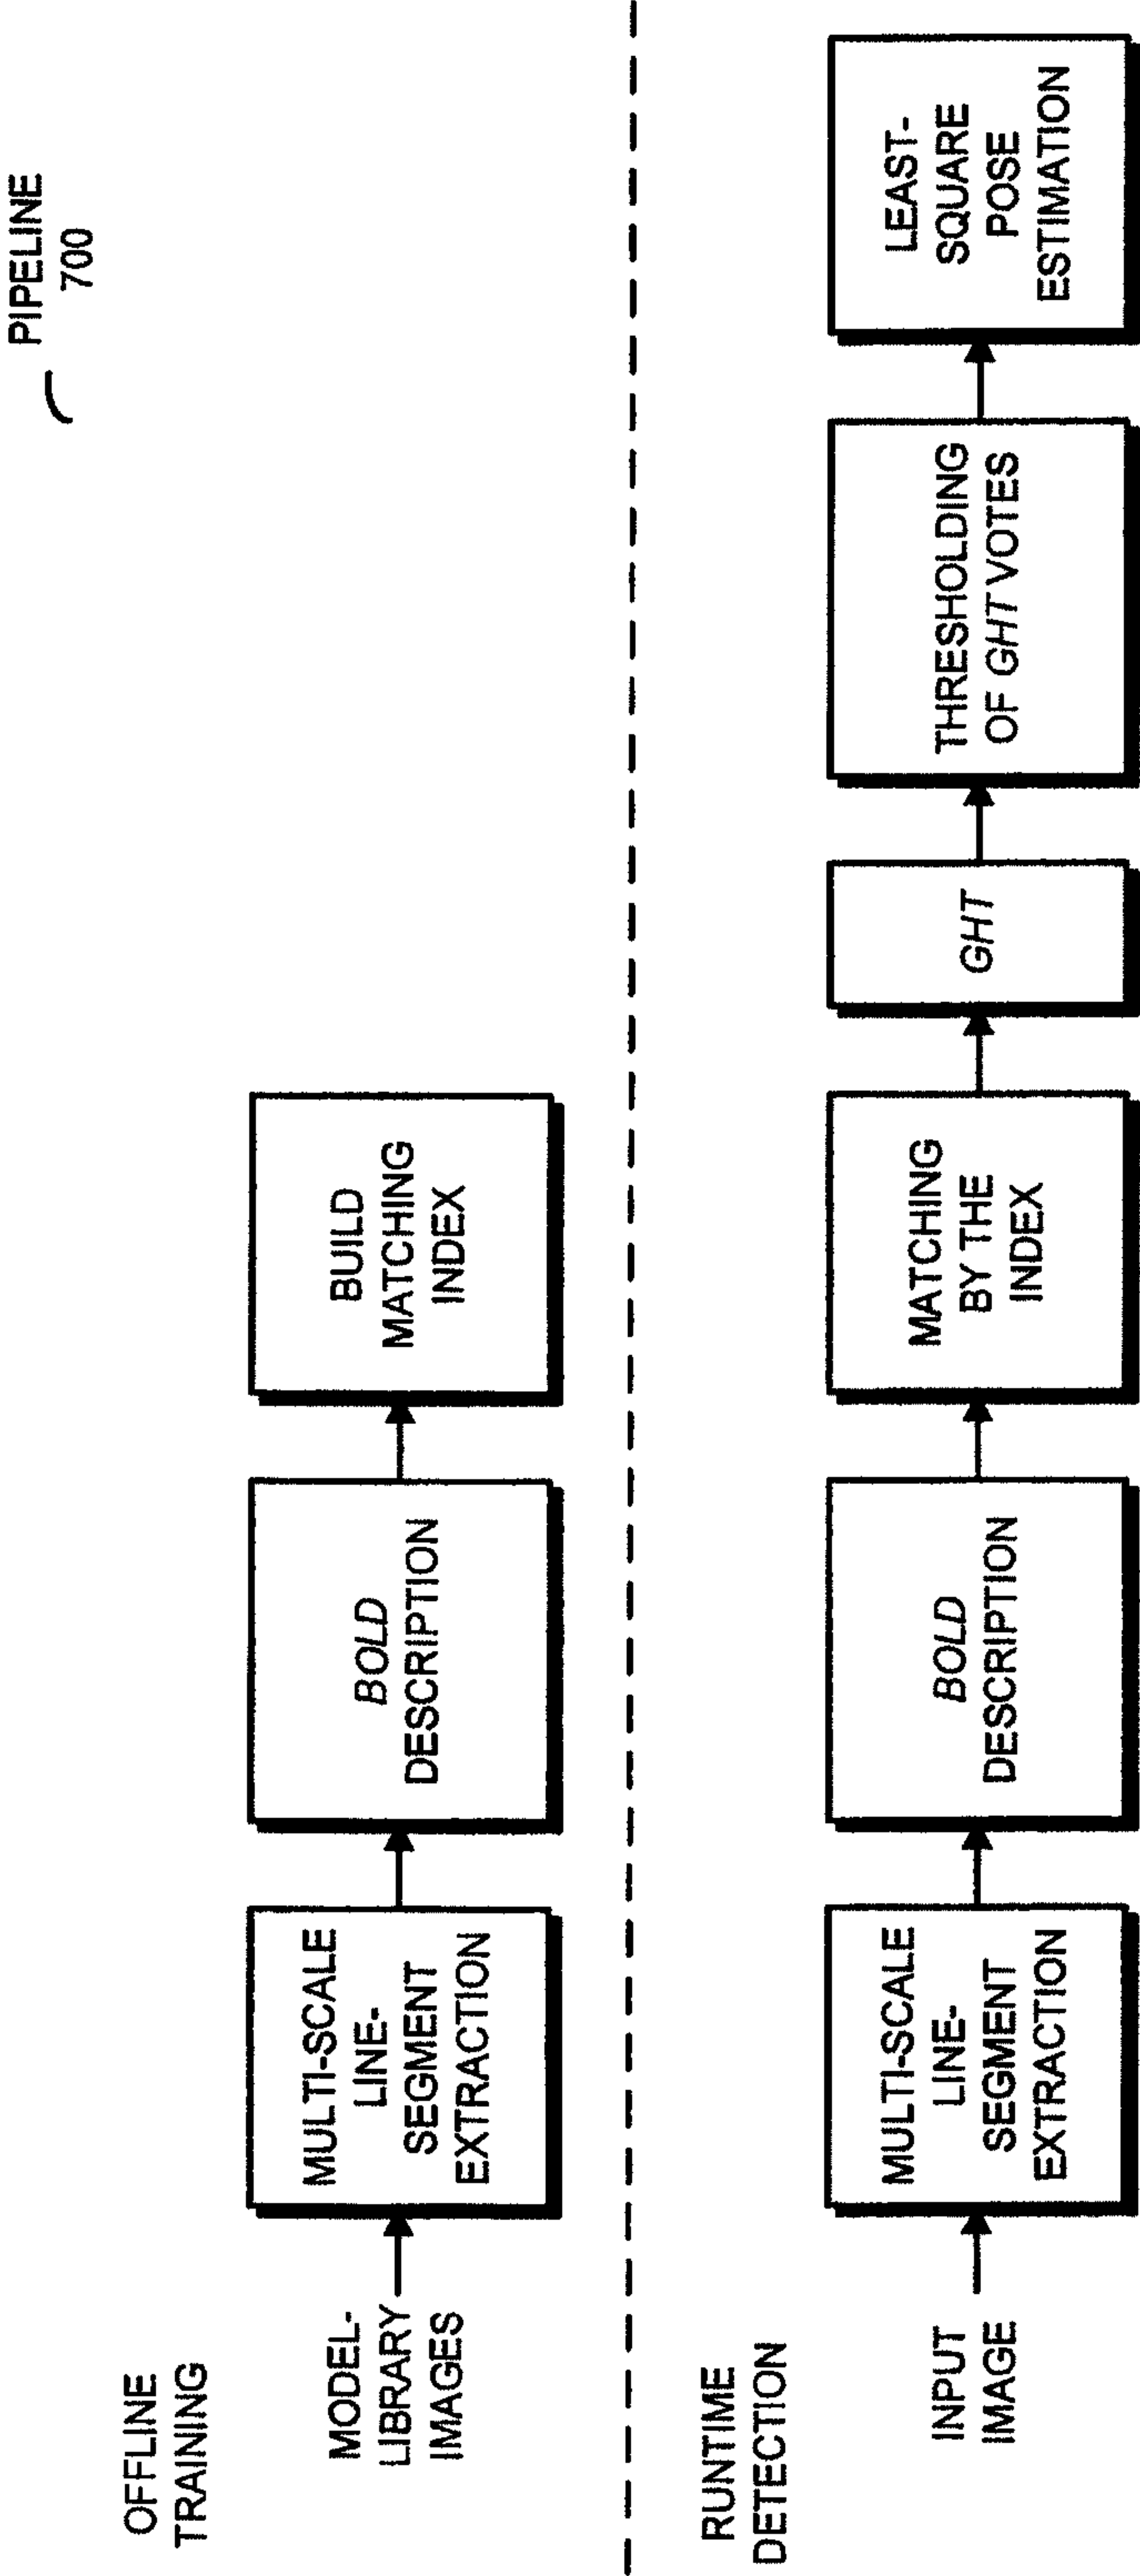 PIPELINE
700
OFFLINE
TRAINING
MODEL-
LIBRARY
IMAGES
MULTI-SCALE
LINE-
SEGMENT
EXTRACTION
BOLD
DESCRIPTION
BUILD
MATCHING
INDEX
RUNTIME
DETECTION
INPUT
IMAGE
MULTI-SCALE
LINE-
SEGMENT
EXTRACTION
BOLD
DESCRIPTION
MATCHING
BY THE
INDEX
GHT
THRESHOLDING
OF GHT VOTES
LEAST-
SQUARE
POSE
ESTIMATION